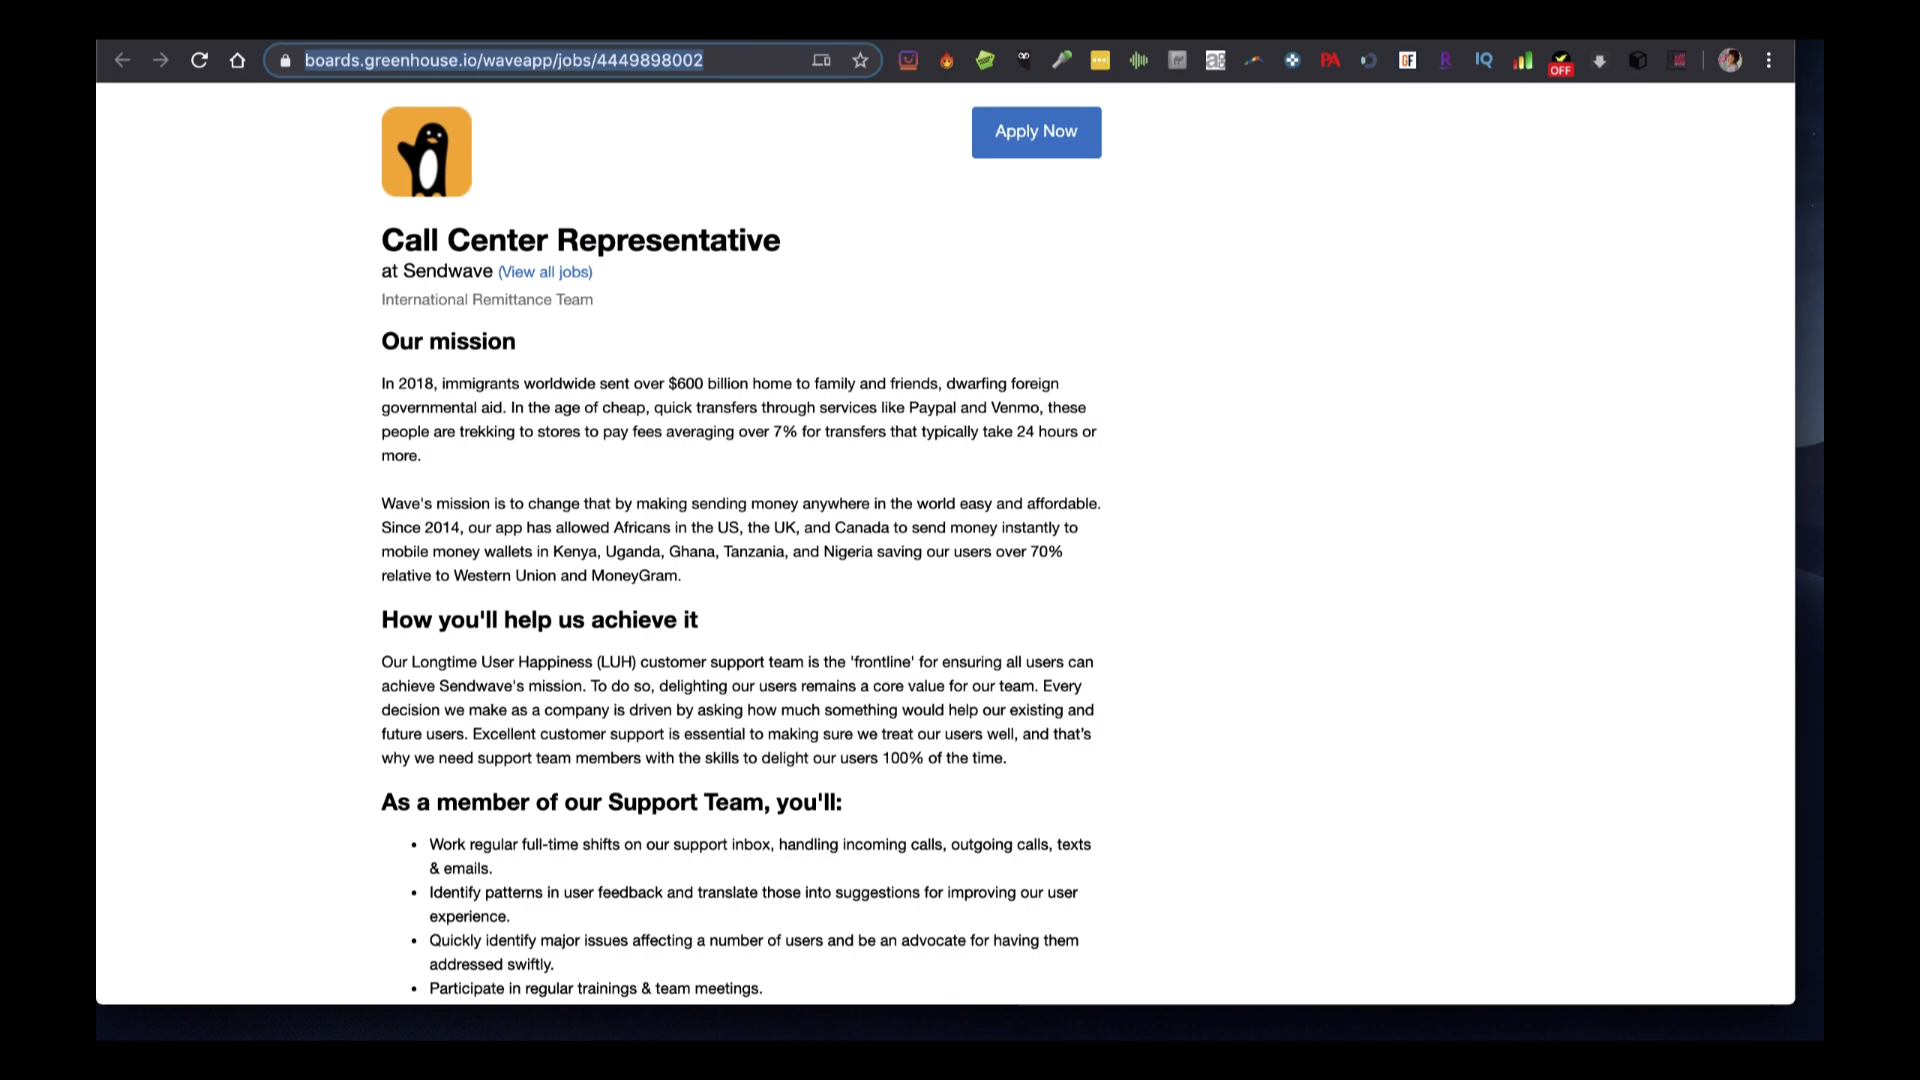 boards.greenhouse.io/waveapp/jobs/4449898002
PA
GF
R
IQ
OFF
Apply Now
Call Center Representative
at Sendwave (View all jobs)
International Remittance Team
Our mission
In 2018, immigrants worldwide sent over $600 billion home to family and friends, dwarfing foreign
governmental aid. In the age of cheap, quick transfers through services like Paypal and Venmo, these
people are trekking to stores to pay fees averaging over 7% for transfers that typically take 24 hours or
more.
Wave's mission is to change that by making sending money anywhere in the world easy and affordable.
Since 2014, our app has allowed Africans in the US, the UK, and Canada to send money instantly to
mobile money wallets in Kenya, Uganda, Ghana, Tanzania, and Nigeria saving our users over 70%
relative to Western Union and MoneyGram.
How you'll help us achieve it
Our Longtime User Happiness (LUH) customer support team is the 'frontline' for ensuring all users can
achieve Sendwave's mission. To do so, delighting our users remains a core value for our team. Every
decision we make as a company is driven by asking how much something would help our existing and
future users. Excellent customer support is essential to making sure we treat our users well, and that's
why we need support team members with the skills to delight our users 100% of the time.
As a member of our Support Team, you'll:
• Work regular full-time shifts on our support inbox, handling incoming calls, outgoing calls, texts
& emails.
• Identify patterns in user feedback and translate those into suggestions for improving our user
experience.
• Quickly identify major issues affecting a number of users and be an advocate for having them
addressed swiftly.
• Participate in regular trainings & team meetings.